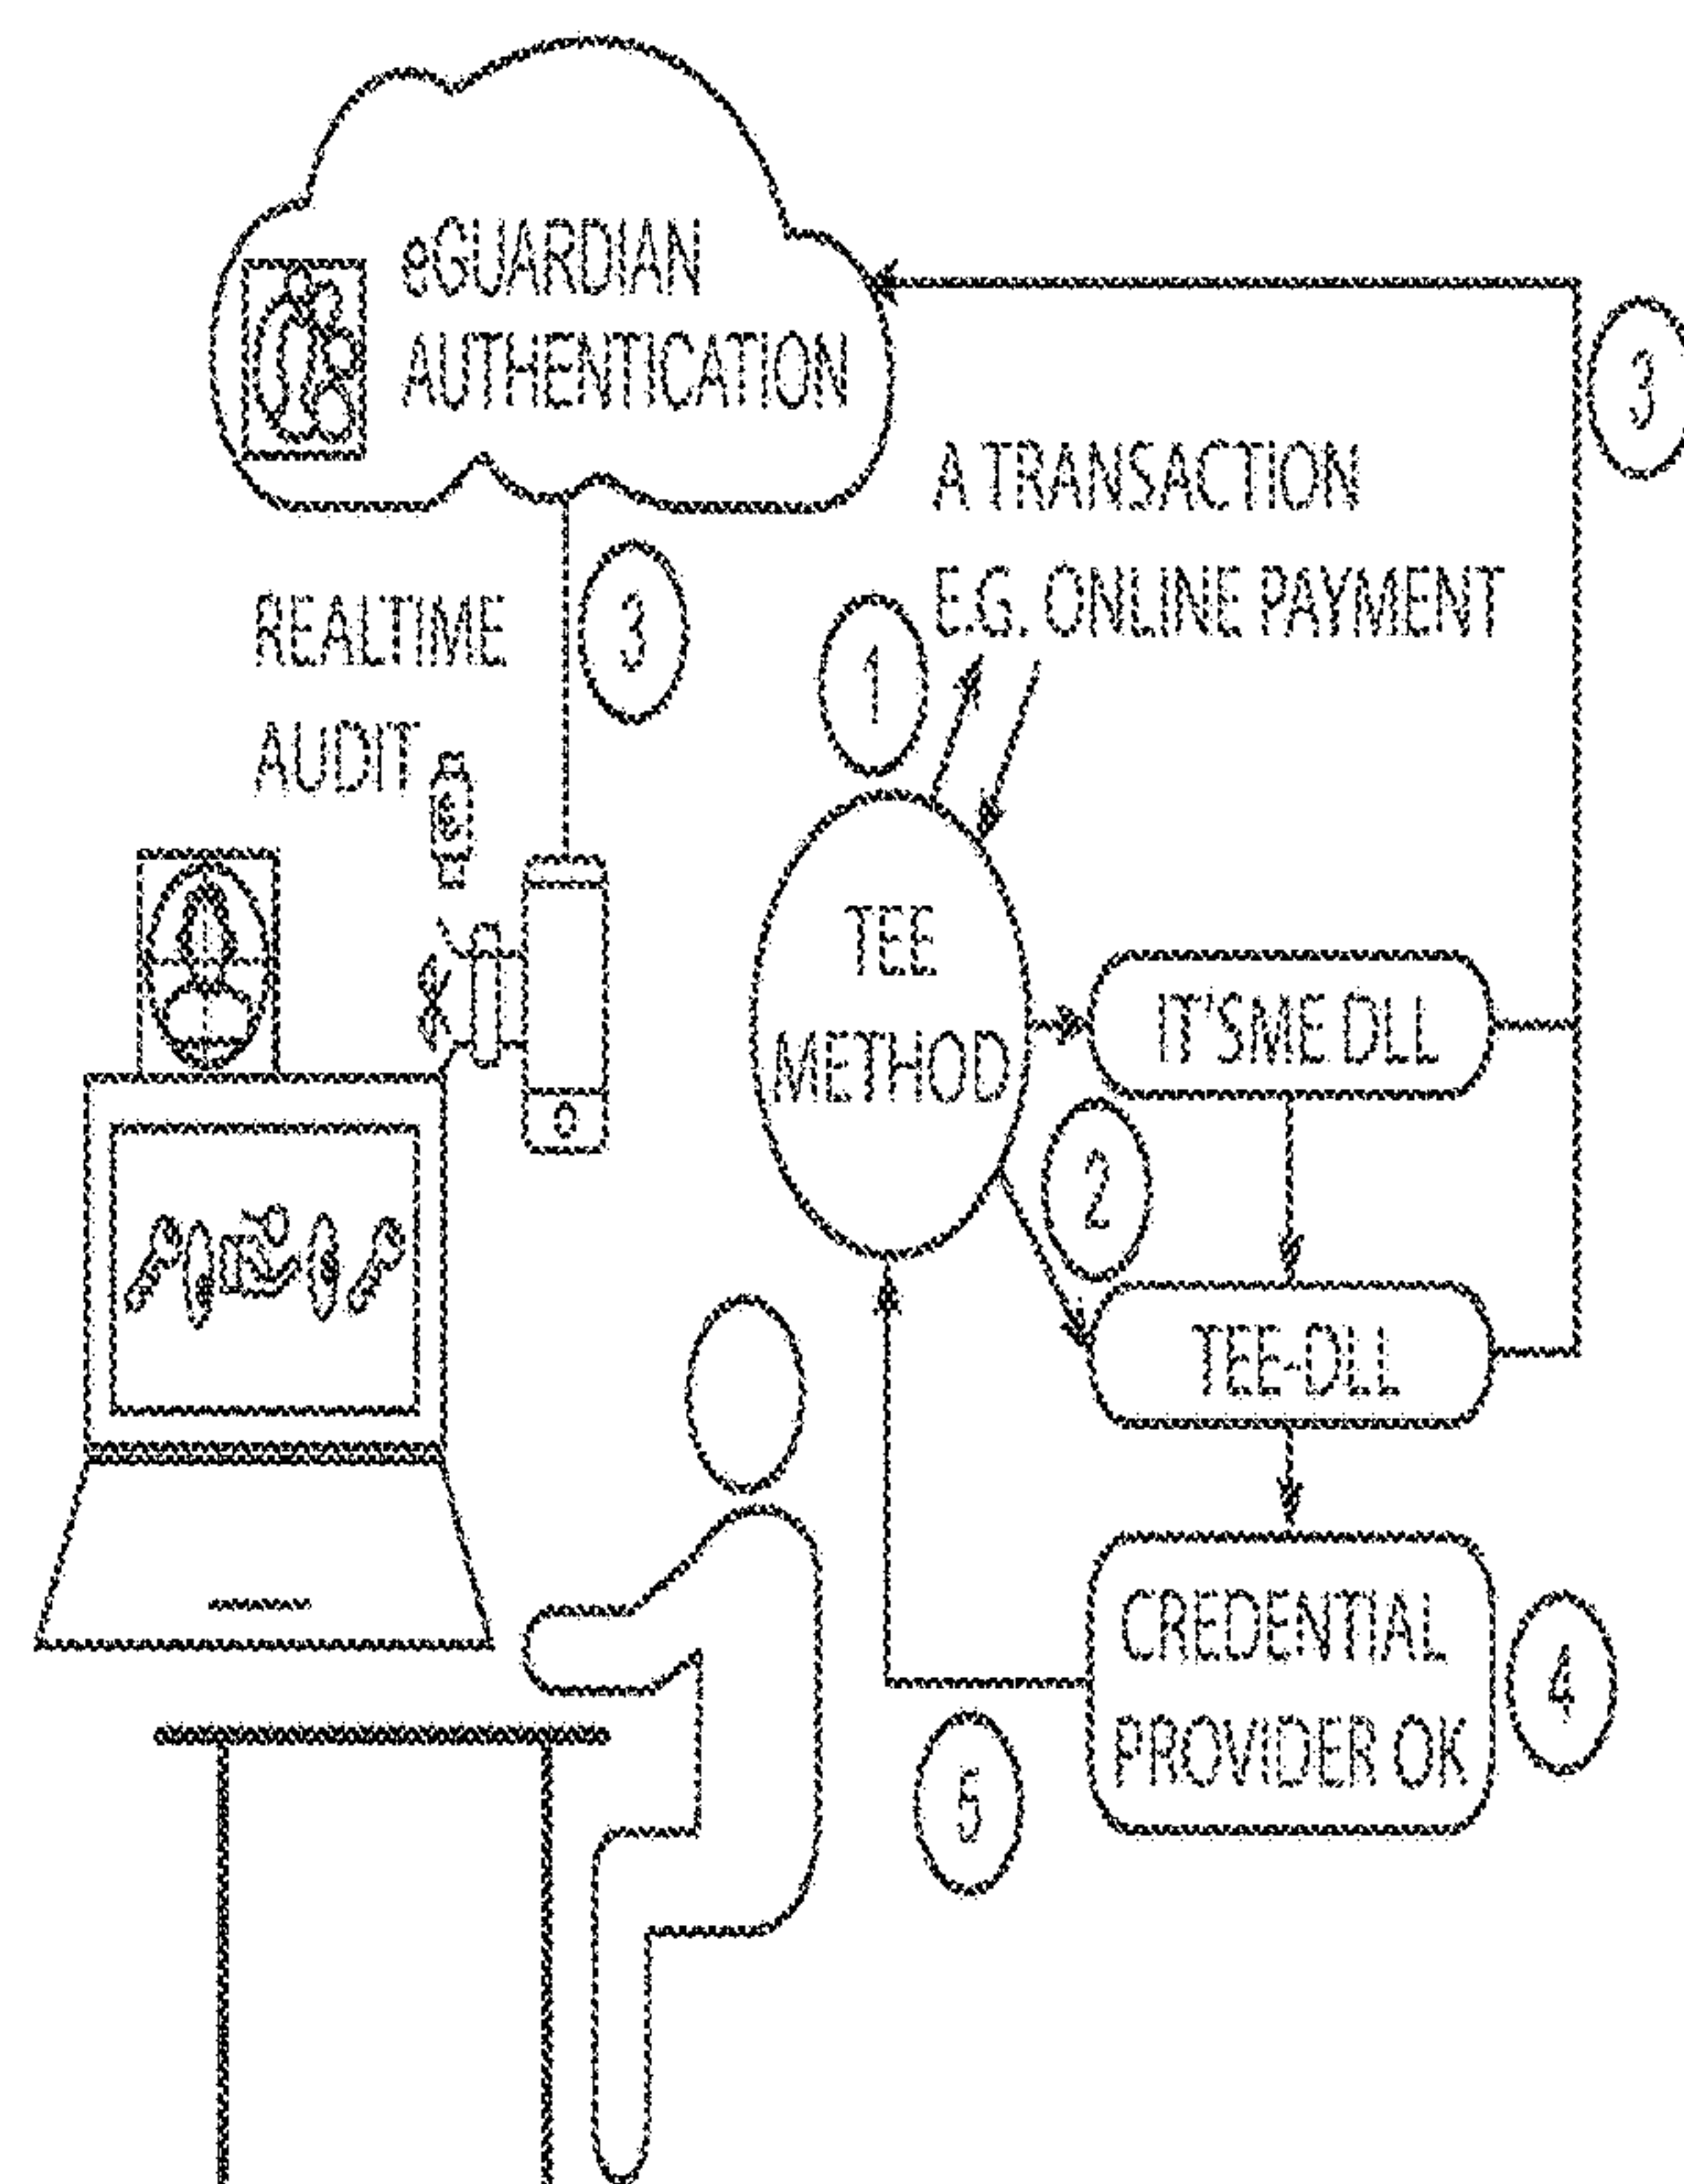 eGUARDIAN
AUTHENTICATION
3
A TRANSACTION
E.G. ONLINE PAYMENT
REALTIME
AUDIT
3
1
TEE
METHOD
IT'SME DLL
2
TEE-DLL
CREDENTIAL
PROVIDER OK
4
5